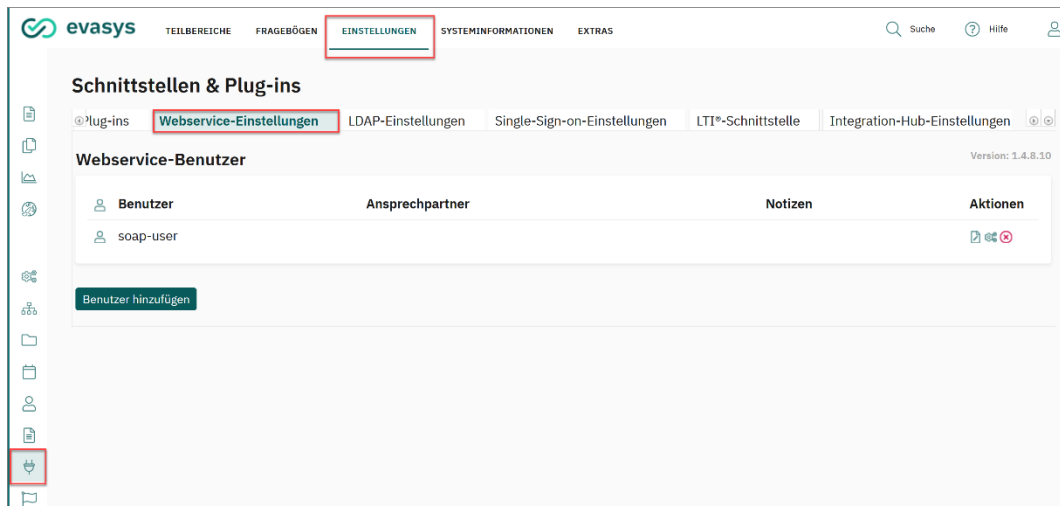 evasys TEILBEREICHE FRAGEBÖGEN EINSTELLUNGEN SYSTEMINFORMATIONEN EXTRAS Suche ? Hilfe
Schnittstellen & Plug-ins
Plug-ins Webservice-Einstellungen LDAP-Einstellungen Single-Sign-on-Einstellungen LTI®-Schnittstelle Integration-Hub-Einstellungen
Webservice-Benutzer Version: 1.4.8.10
Benutzer Ansprechpartner Notizen Aktionen
soap-user
Benutzer hinzufügen